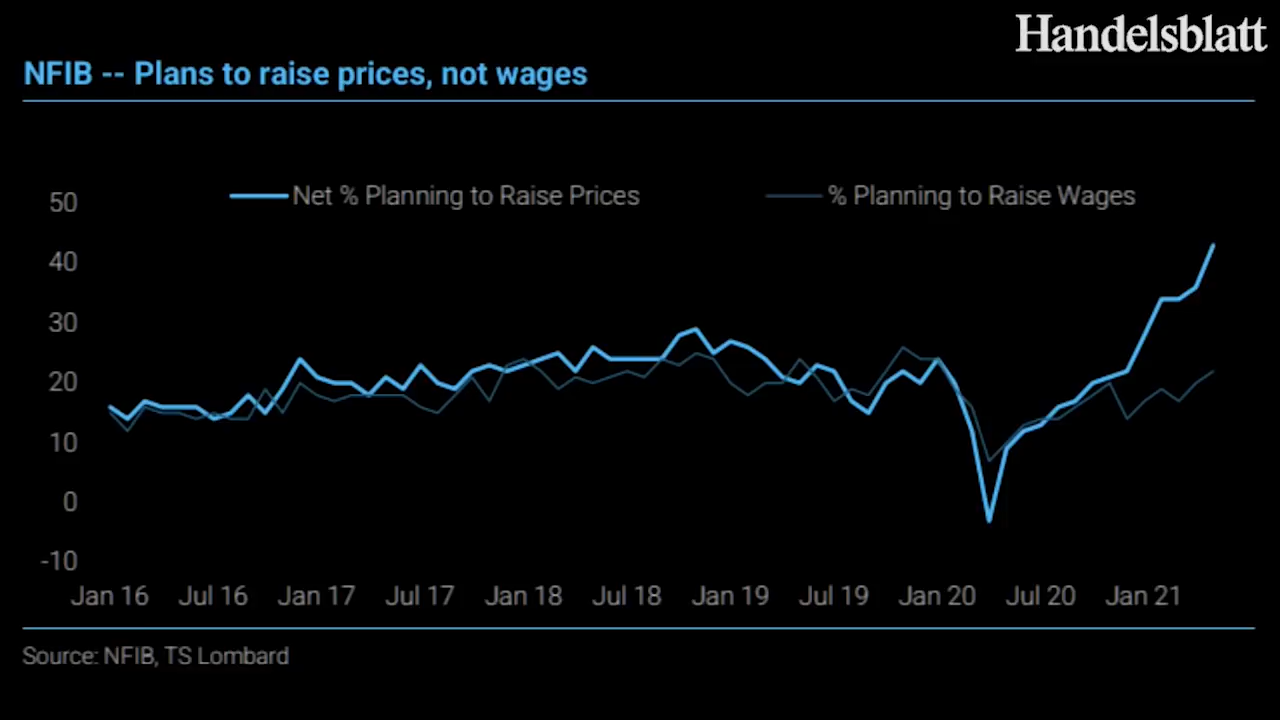 Handelsblatt
NFIB -- Plans to raise prices, not wages
Net % Planning to Raise Prices
% Planning to Raise Wages
50
40
30
20
10
0
-10
Jan 16 Jul 16 Jan 17 Jul 17 Jan 18 Jul 18 Jan 19 Jul 19 Jan 20 Jul 20 Jan 21
Source: NFIB, TS Lombard